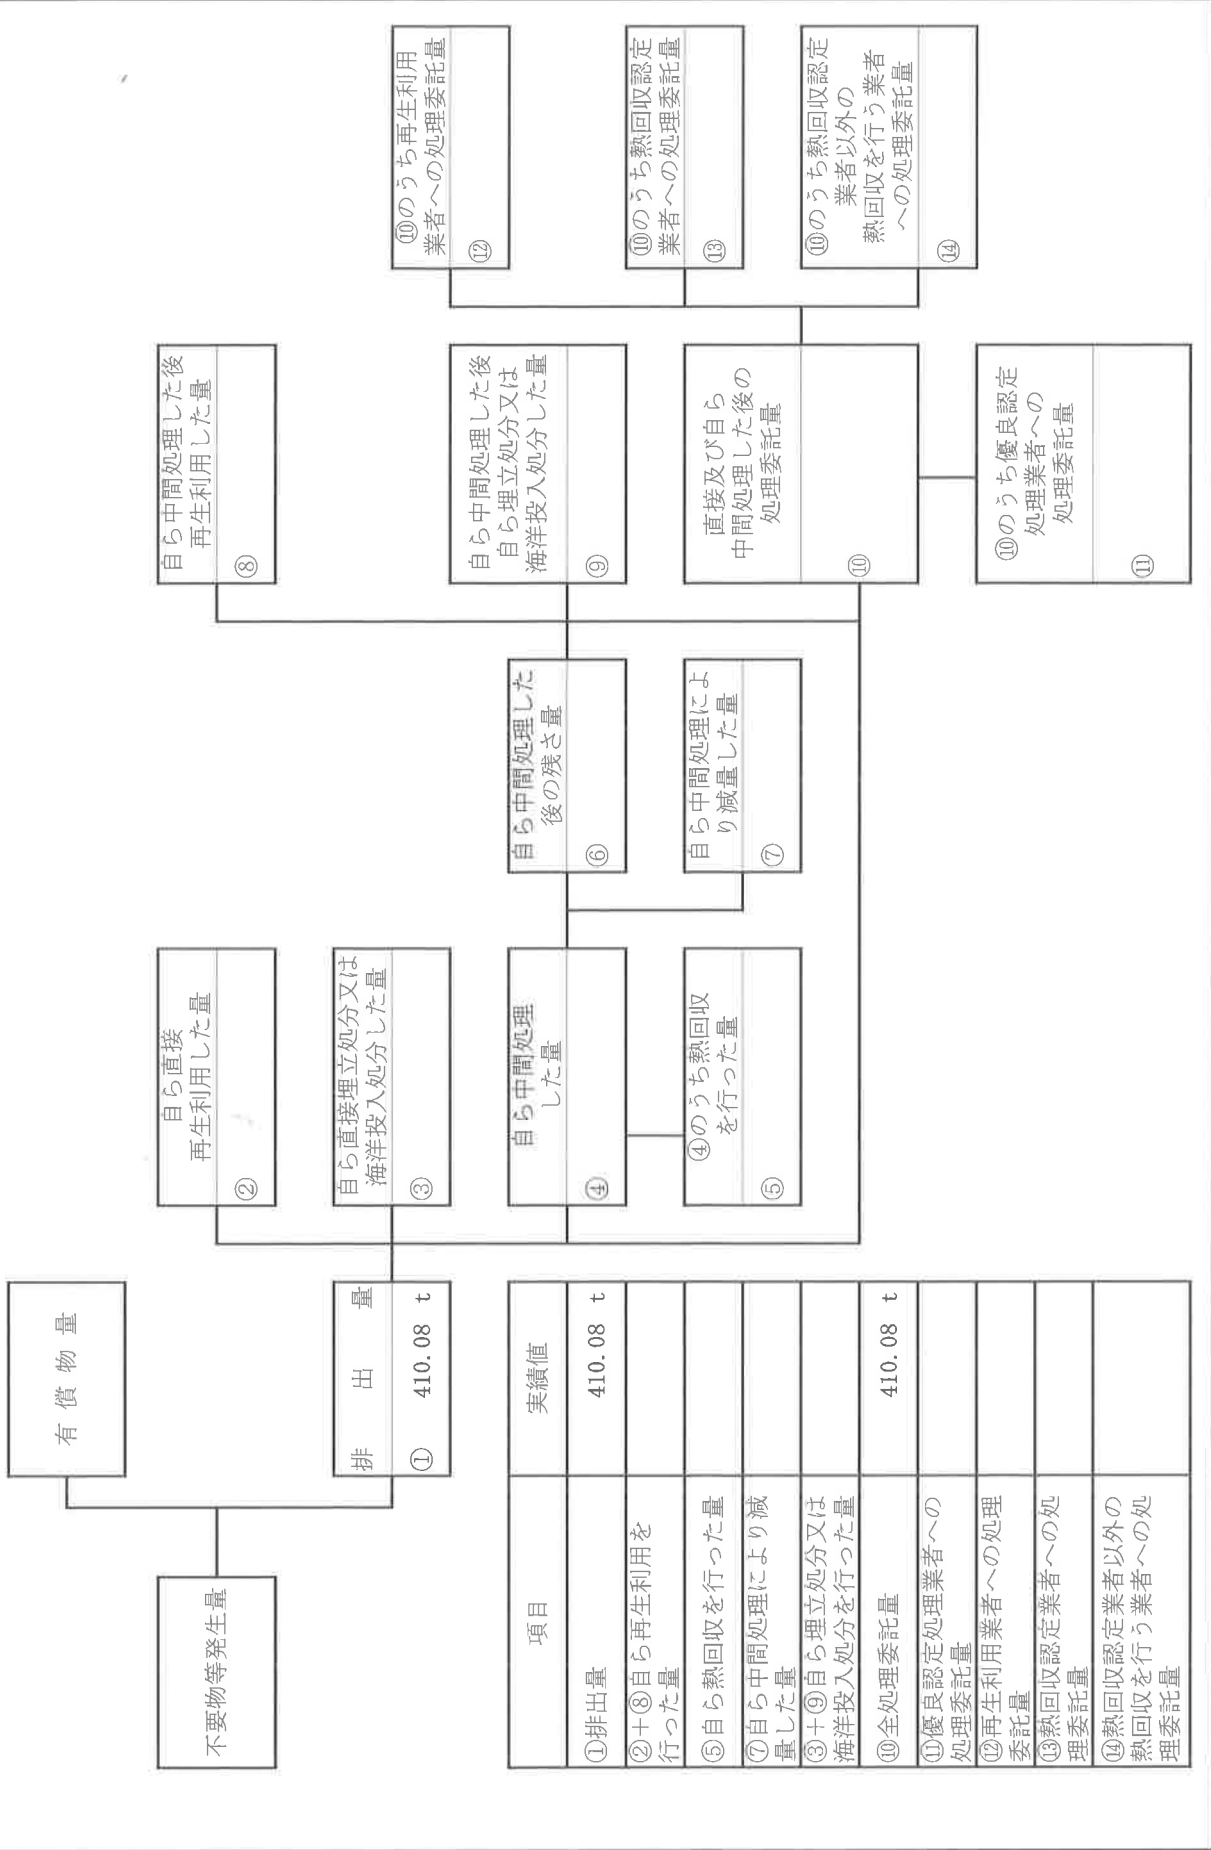 有償物量
不要物等発生量
排出量
① 410.08 t
自ら直接
再生利用した量
②
自ら直接埋立処分又は
海洋投入処分した量
③
自ら中間処理
した量
④
④のうち熱回収
を行った量
⑤
自ら中間処理した
後の残さ量
⑥
自ら中間処理によ
り減量した量
⑦
自ら中間処理した後
再生利用した量
⑧
自ら中間処理した後
自ら埋立処分又は
海洋投入処分した量
⑨
直接及び自ら
中間処理した後の
処理委託量
⑩
⑩のうち優良認定
処理業者への
処理委託量
⑪
⑩のうち再生利用
業者への処理委託量
⑫
⑩のうち熱回収認定
業者への処理委託量
⑬
⑩のうち熱回収認定
業者以外の
熱回収を行う業者
への処理委託量
⑭
項目 実績値
①排出量 410.08 t
②+⑧自ら再生利用を
行った量
⑤自ら熱回収を行った量
⑦自ら中間処理により減
量した量
③+⑨自ら埋立処分又は
海洋投入処分を行った量
⑩全処理委託量 410.08 t
⑪優良認定処理業者への
処理委託量
⑫再生利用業者への処理
委託量
⑬熱回収認定業者への処
理委託量
⑭熱回収認定業者以外の
熱回収を行う業者への処
理委託量